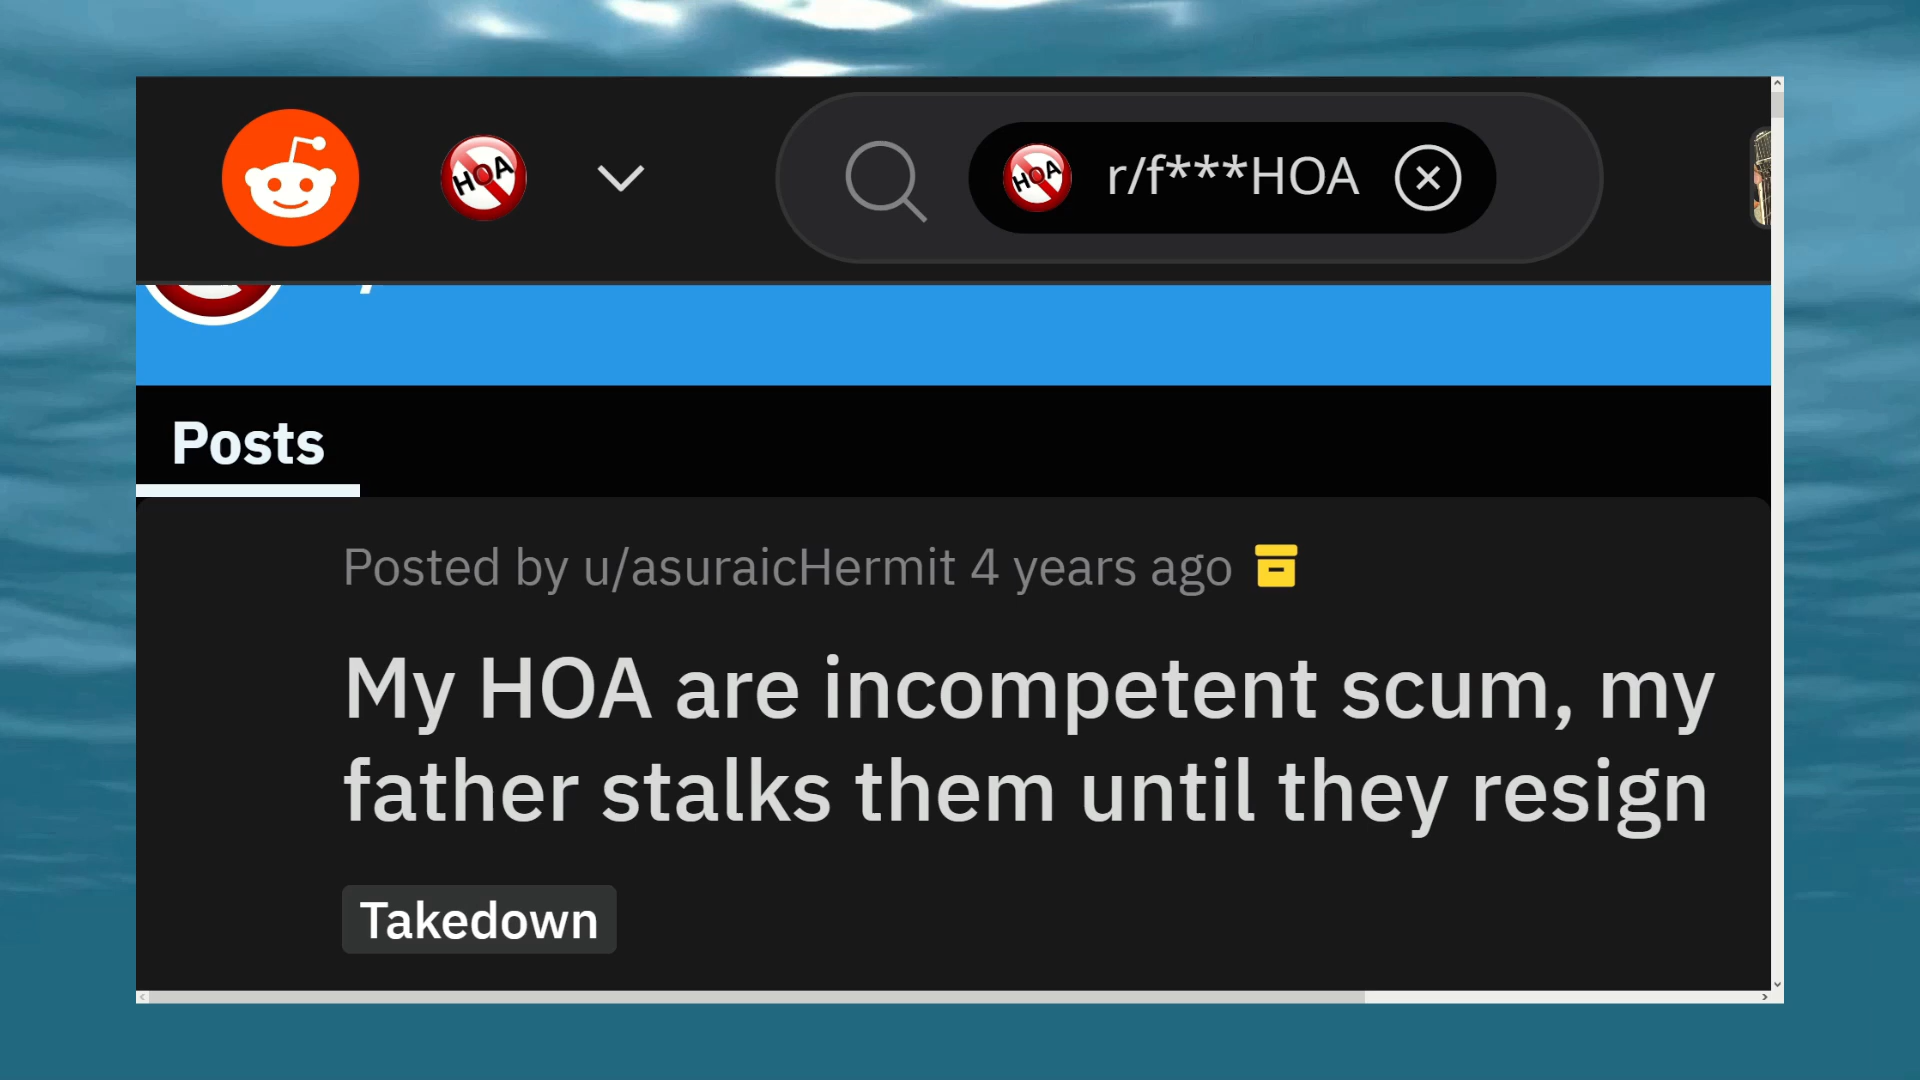 HOA
HOA r/f***HOA
Posts
Posted by u/asuraicHermit 4 years ago
My HOA are incompetent scum, my
father stalks them until they resign
Takedown